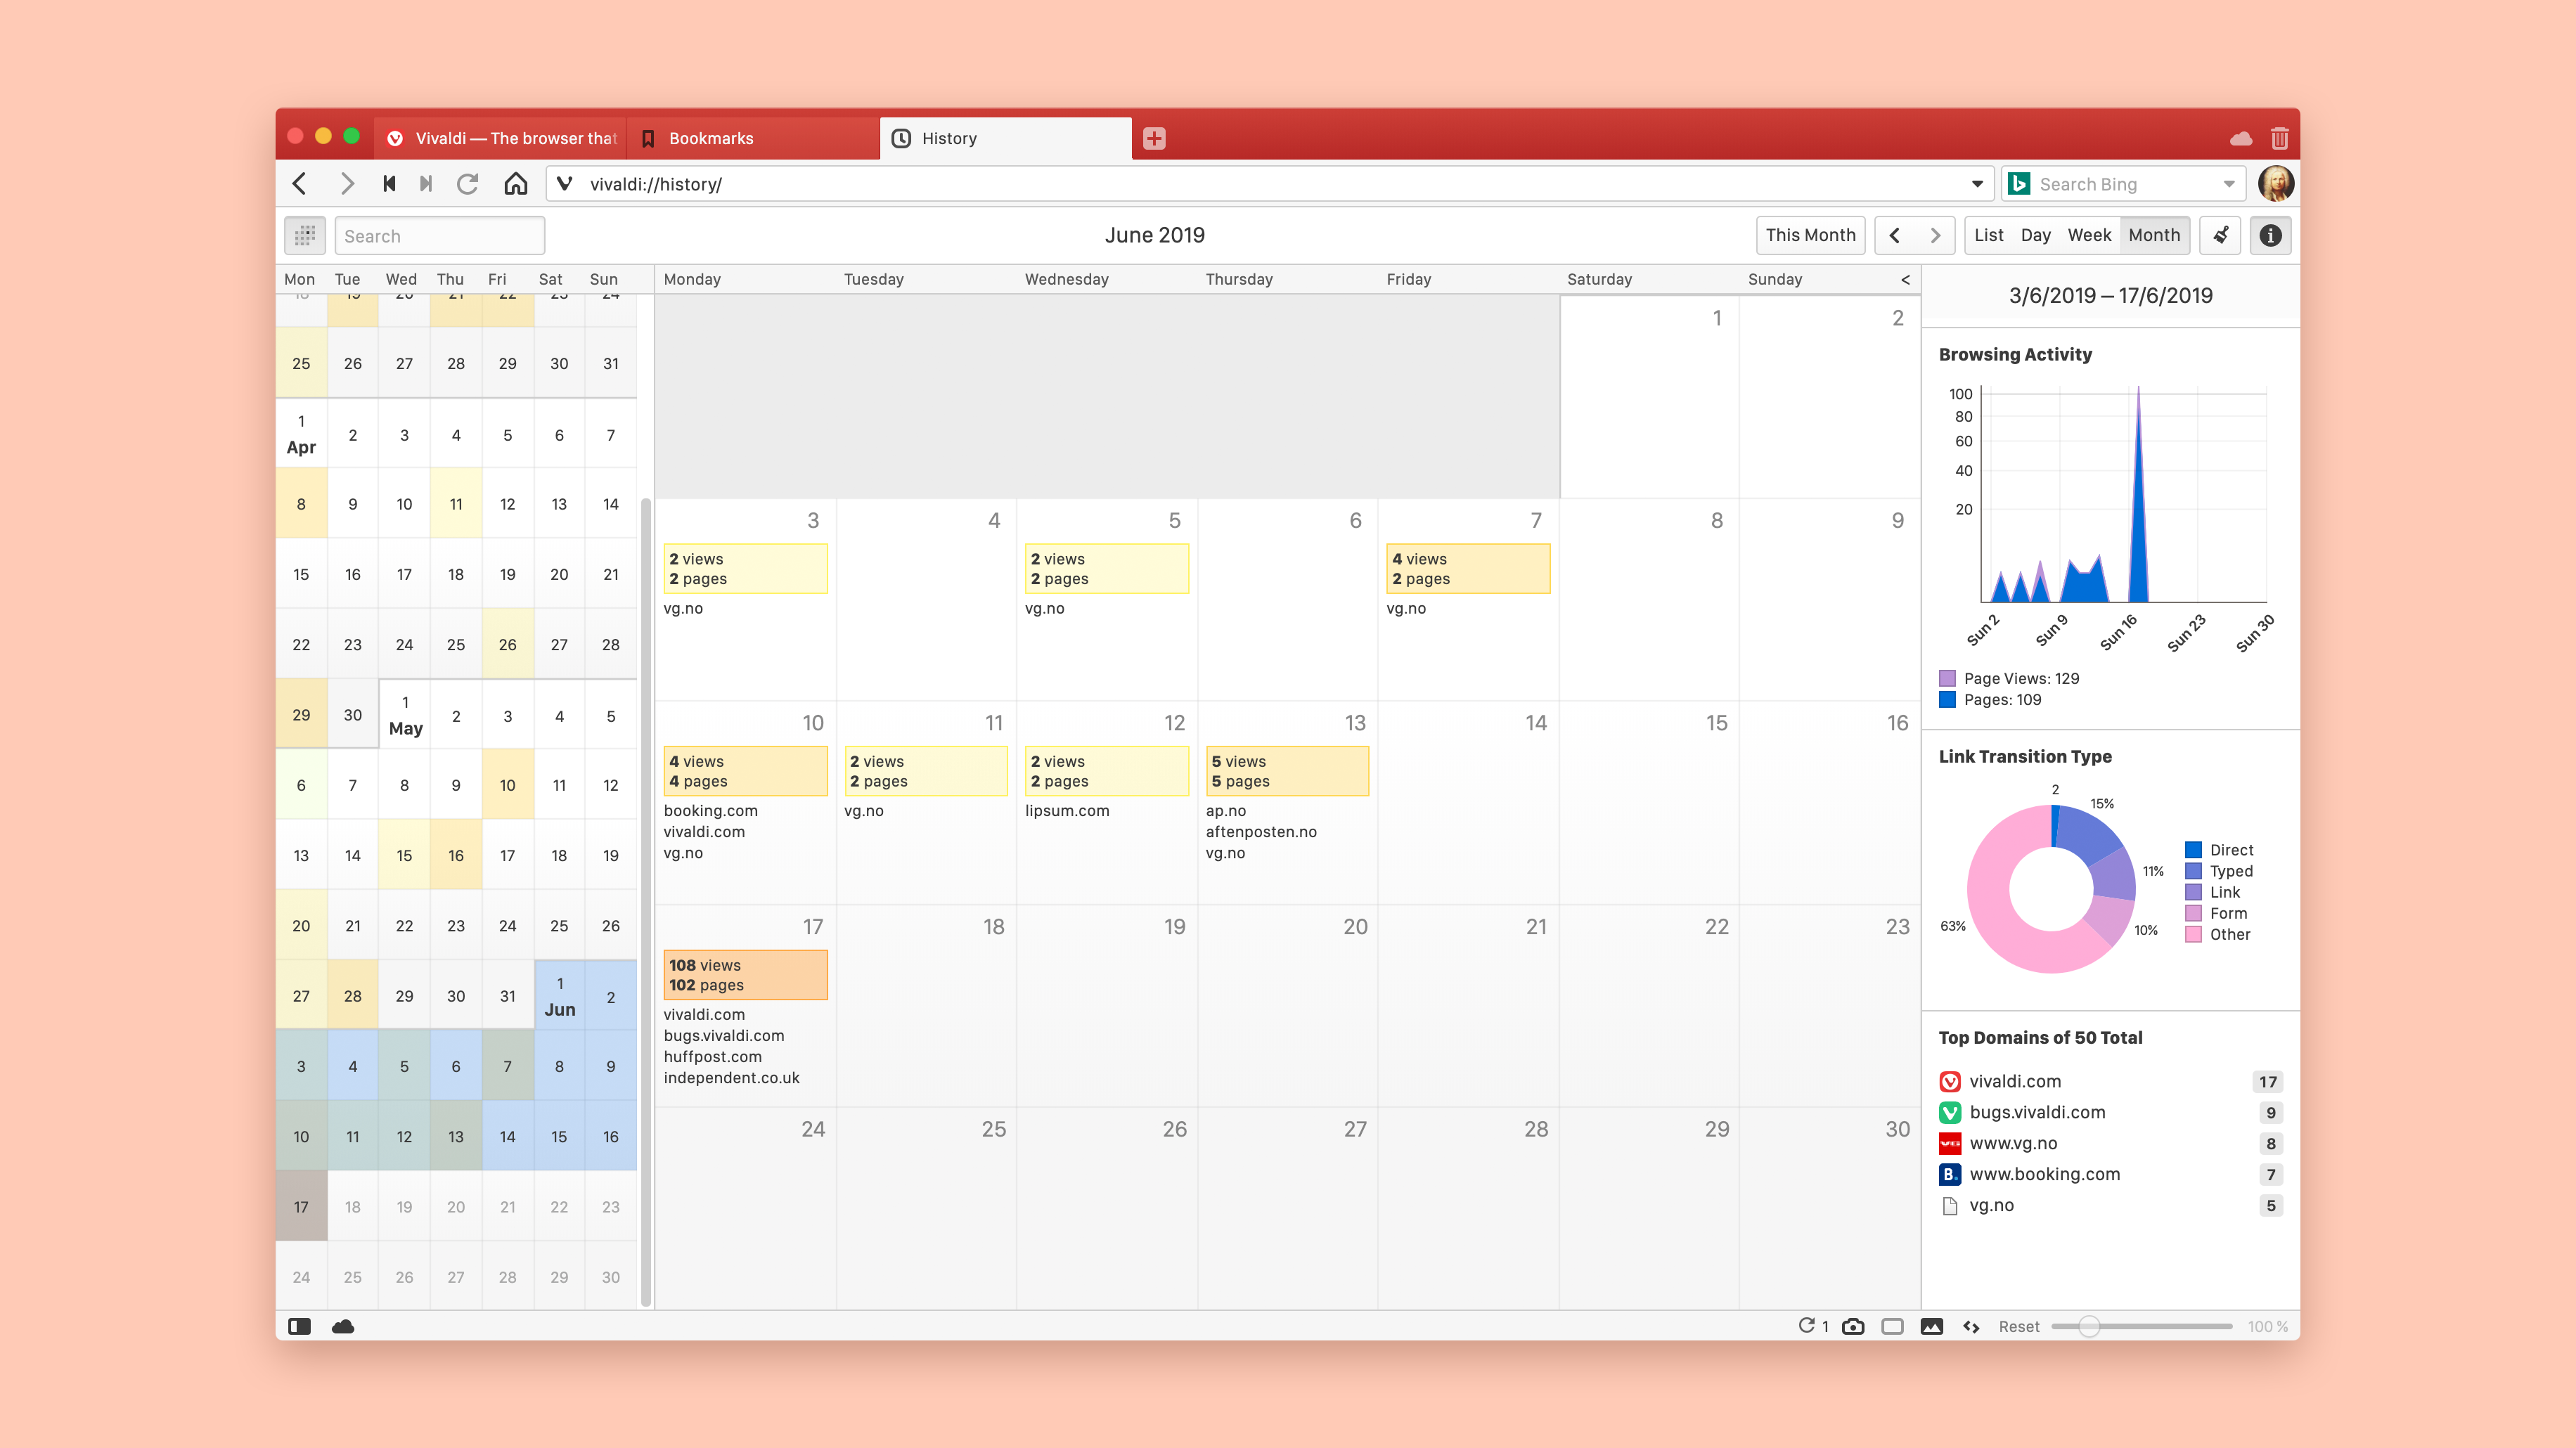 Vivaldi — The browser that
Bookmarks
History
vivaldi://history/
Search Bing
Search
June 2019
This Month
List Day Week Month
Mon Tue Wed Thu Fri Sat Sun
18 19 20 21 22 23 24
25 26 27 28 29 30 31
1 Apr 2 3 4 5 6 7
8 9 10 11 12 13 14
15 16 17 18 19 20 21
22 23 24 25 26 27 28
29 30 1 May 2 3 4 5
6 7 8 9 10 11 12
13 14 15 16 17 18 19
20 21 22 23 24 25 26
27 28 29 30 31 1 Jun 2
3 4 5 6 7 8 9
10 11 12 13 14 15 16
17 18 19 20 21 22 23
24 25 26 27 28 29 30
Monday Tuesday Wednesday Thursday Friday Saturday Sunday <
1 2
3 4 5 6 7 8 9
2 views 2 views 4 views
2 pages 2 pages 2 pages
vg.no vg.no vg.no
10 11 12 13 14 15 16
4 views 2 views 2 views 5 views
4 pages 2 pages 2 pages 5 pages
booking.com vg.no lipsum.com ap.no
vivaldi.com aftenposten.no
vg.no vg.no
17 18 19 20 21 22 23
108 views
102 pages
vivaldi.com
bugs.vivaldi.com
huffpost.com
independent.co.uk
24 25 26 27 28 29 30
3/6/2019 – 17/6/2019
Browsing Activity
100
80
60
40
20
Sun 2 Sun 9 Sun 16 Sun 23 Sun 30
Page Views: 129
Pages: 109
Link Transition Type
2
15%
11%
10%
63%
Direct
Typed
Link
Form
Other
Top Domains of 50 Total
vivaldi.com 17
bugs.vivaldi.com 9
VG www.vg.no 8
B. www.booking.com 7
vg.no 5
1 Reset 100 %